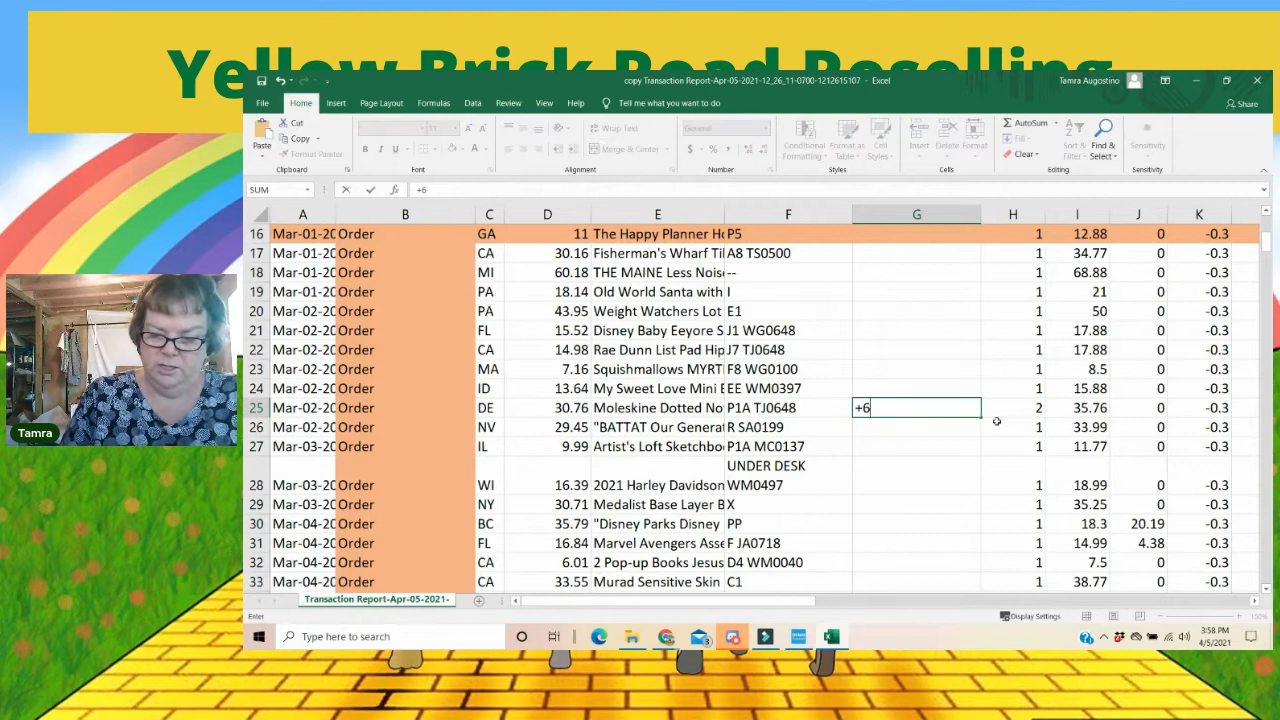 Yellow Brick Road Reselling
copy Transaction Report-Apr-05-2021-12_26_11-0700-1212615107 - Excel
Tamra Augostino
File Home Insert Page Layout Formulas Data Review View Help Tell me what you want to do Share
Paste Cut Copy Format Painter
11 A A Wrap Text General
B I U A Merge & Center $ % ,
Conditional Formatting Format as Table Cell Styles Insert Delete Format
AutoSum Fill Clear Sort & Filter Find & Select Sensitivity
Clipboard Font Alignment Number Styles Cells Editing Sensitivity
SUM fx +6
A B C D E F G H I J K
16 Mar-01-20 Order GA 11 The Happy Planner Ho P5 1 12.88 0 -0.3
17 Mar-01-20 Order CA 30.16 Fisherman's Wharf Til A8 TS0500 1 34.77 0 -0.3
18 Mar-01-20 Order MI 60.18 THE MAINE Less Nois -- 1 68.88 0 -0.3
19 Mar-01-20 Order PA 18.14 Old World Santa with I 1 21 0 -0.3
20 Mar-02-20 Order PA 43.95 Weight Watchers Lot E1 1 50 0 -0.3
21 Mar-02-20 Order FL 15.52 Disney Baby Eeyore S J1 WG0648 1 17.88 0 -0.3
22 Mar-02-20 Order CA 14.98 Rae Dunn List Pad Hip J7 TJ0648 1 17.88 0 -0.3
23 Mar-02-20 Order MA 7.16 Squishmallows MYRT F8 WG0100 1 8.5 0 -0.3
24 Mar-02-20 Order ID 13.64 My Sweet Love Mini E EE WM0397 1 15.88 0 -0.3
25 Mar-02-20 Order DE 30.76 Moleskine Dotted No P1A TJ0648 +6 2 35.76 0 -0.3
26 Mar-02-20 Order NV 29.45 "BATTAT Our Genera R SA0199 1 33.99 0 -0.3
27 Mar-03-20 Order IL 9.99 Artist's Loft Sketchbo P1A MC0137 1 11.77 0 -0.3
UNDER DESK
28 Mar-03-20 Order WI 16.39 2021 Harley Davidson WM0497 1 18.99 0 -0.3
29 Mar-03-20 Order NY 30.71 Medalist Base Layer B X 1 35.25 0 -0.3
30 Mar-04-20 Order BC 35.79 "Disney Parks Disney PP 1 18.3 20.19 -0.3
31 Mar-04-20 Order FL 16.84 Marvel Avengers Asse F JA0718 1 14.99 4.38 -0.3
32 Mar-04-20 Order CA 6.01 2 Pop-up Books Jesus D4 WM0040 1 7.5 0 -0.3
33 Mar-04-20 Order CA 33.55 Murad Sensitive Skin C1 1 38.77 0 -0.3
Tamra
Transaction Report-Apr-05-2021-
Enter Display Settings 150%
Type here to search
3:58 PM
4/5/2021